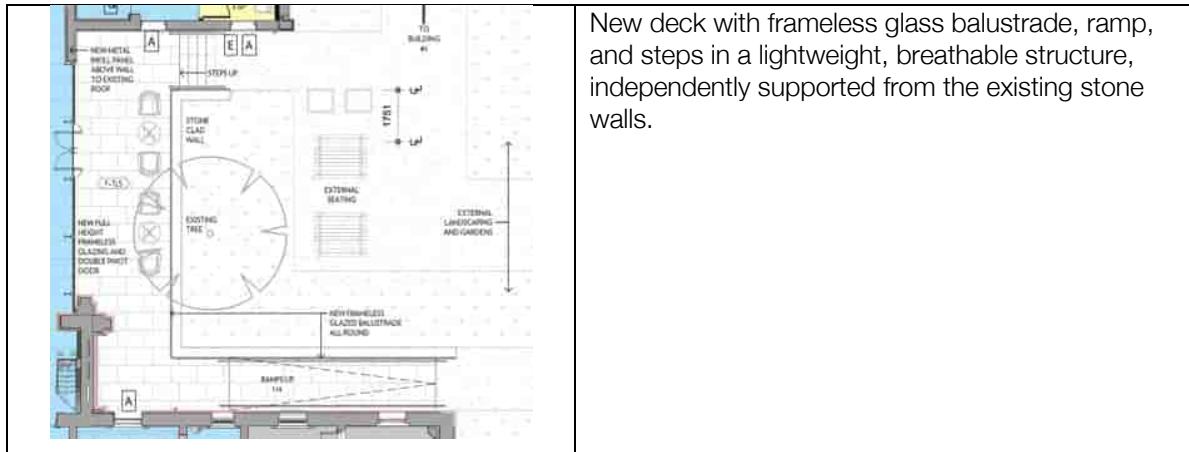 A
E A
TO
BUILDING
NEW METAL
INFILL PANEL
ABOVE WALL
TO EXISTING
ROOF
STEPS UP
STONE
CLAD
WALL
1751
EXTERNAL
SEATING
EXISTING
TREE
NEW FULL
HEIGHT
FRAMELESS
GLAZING AND
DOUBLE PIVOT
DOOR
EXTERNAL
LANDSCAPING
AND GARDENS
NEW FRAMELESS
GLAZED BALUSTRADE
ALL ROUND
RAMPS UP
A
New deck with frameless glass balustrade, ramp,
and steps in a lightweight, breathable structure,
independently supported from the existing stone
walls.